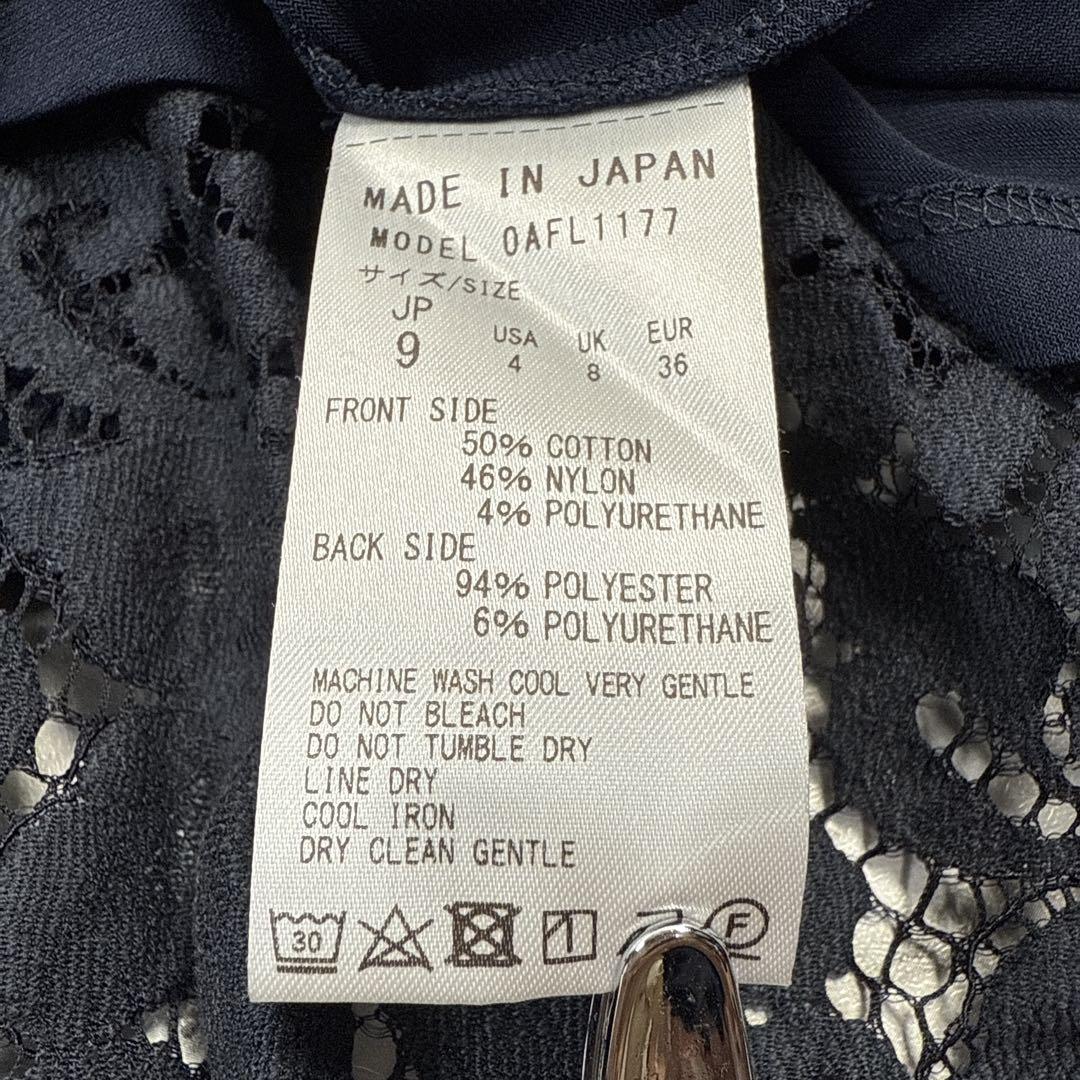 MADE IN JAPAN
MODEL 0AFL1177
サイズ/SIZE
JP USA UK EUR
9 4 8 36
FRONT SIDE
50% COTTON
46% NYLON
4% POLYURETHANE
BACK SIDE
94% POLYESTER
6% POLYURETHANE
MACHINE WASH COOL VERY GENTLE
DO NOT BLEACH
DO NOT TUMBLE DRY
LINE DRY
COOL IRON
DRY CLEAN GENTLE
30 F